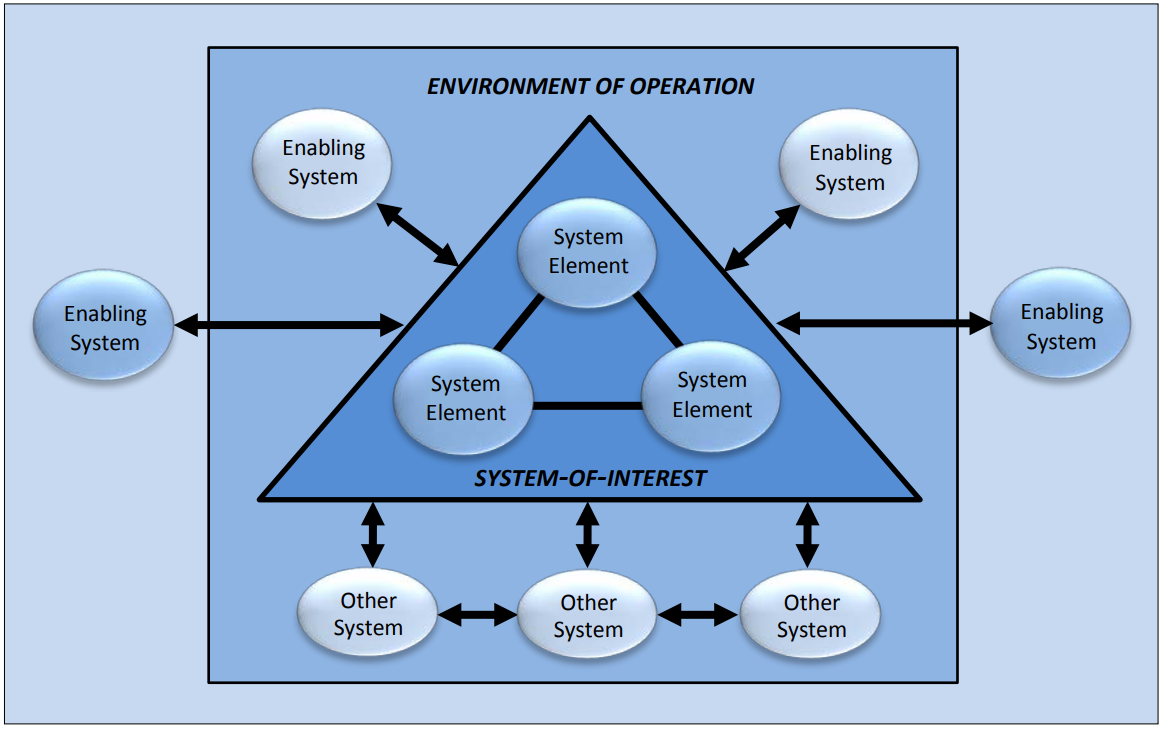 ENVIRONMENT OF OPERATION
Enabling
System
Enabling
System
System
Element
Enabling
System
Enabling
System
System
Element
System
Element
SYSTEM-OF-INTEREST
Other
System
Other
System
Other
System